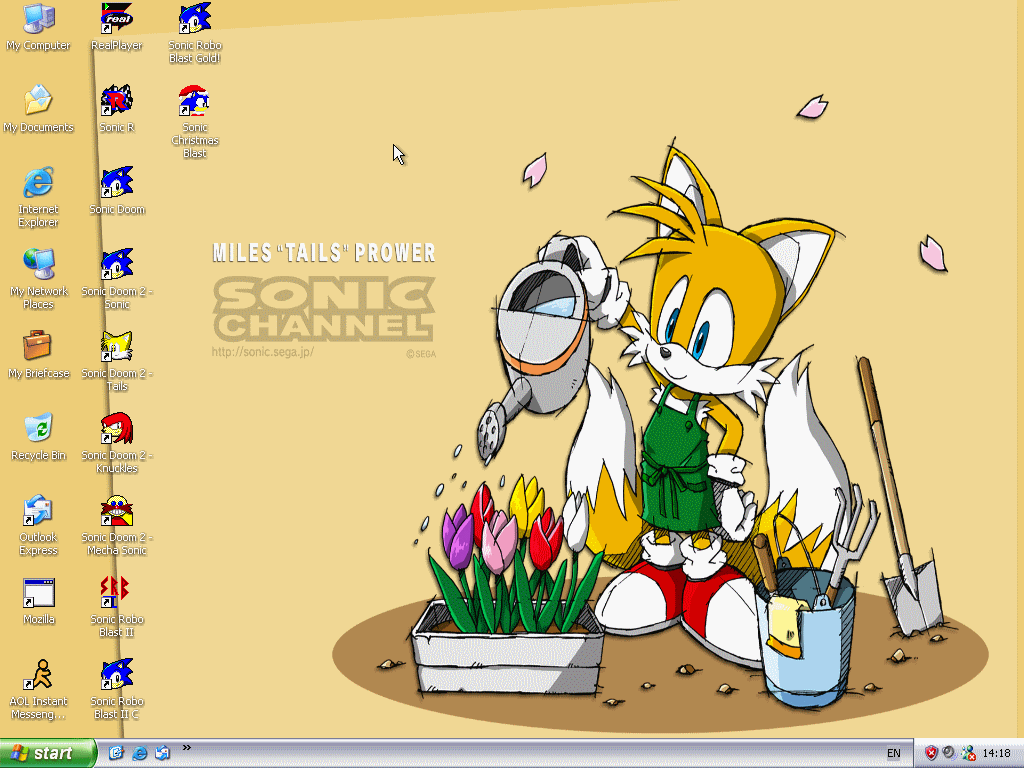 My Computer
RealPlayer
Sonic Robo
Blast Gold!
My Documents
Sonic R
Sonic
Christmas
Blast
Internet
Explorer
Sonic Doom
My Network
Places
Sonic Doom 2 -
Sonic
My Briefcase
Sonic Doom 2 -
Tails
Recycle Bin
Sonic Doom 2 -
Knuckles
Outlook
Express
Sonic Doom 2 -
Mecha Sonic
Mozilla
Sonic Robo
Blast II
AOL Instant
Messeng...
Sonic Robo
Blast II C
real
R
SRB
MILES "TAILS" PROWER
SONIC
CHANNEL
http://sonic.sega.jp/ ©SEGA
start
» EN 14:18